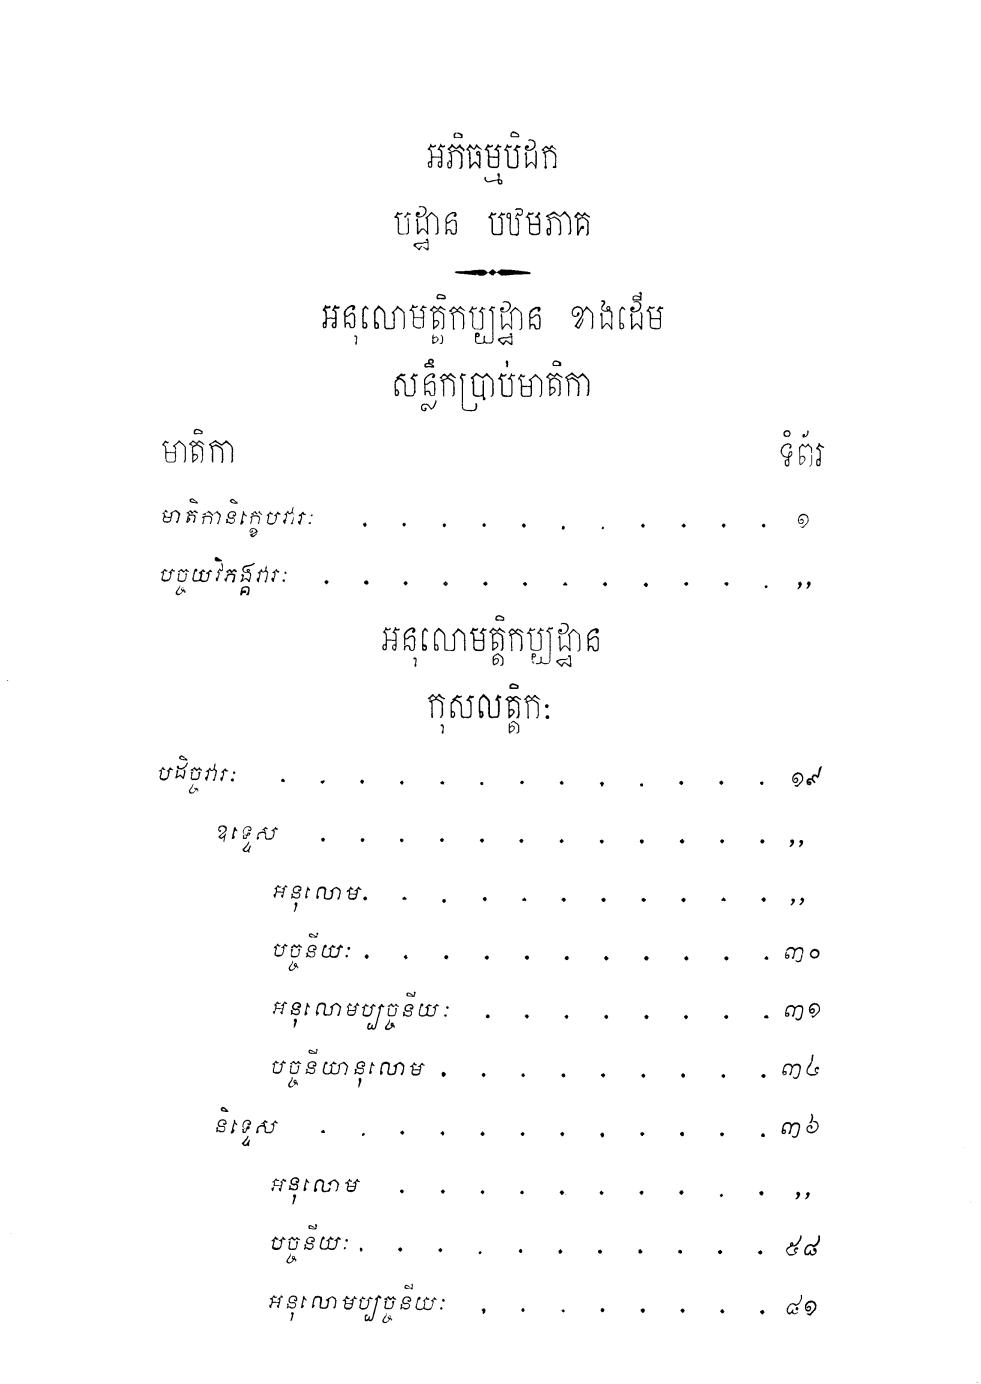 អភិធម្មបិដក
បដ្ឋាន បឋមភាគ
អនុលោមត្តិកប្បដ្ឋាន ខាងដើម
សន្លឹកប្រាប់មាតិកា
មាតិកា ទំព័រ
មាតិកានិក្ខេបវារៈ . . . . . . . . . . . ១
បច្ចយវិភង្គវារៈ . . . . . . . . . . . . ,,
អនុលោមត្តិកប្បដ្ឋាន
កុសលត្តិកៈ
បដិច្ចវារៈ . . . . . . . . . . . . . ១៩
ឧទ្ទេស . . . . . . . . . . . . ,,
អនុលោម . . . . . . . . . . . ,,
បច្ចនីយៈ . . . . . . . . . . . ៣០
អនុលោមប្បច្ចនីយៈ . . . . . . . . ៣១
បច្ចនីយានុលោម . . . . . . . . . ៣៤
និទ្ទេស . . . . . . . . . . . . ៣៦
អនុលោម . . . . . . . . . . ,,
បច្ចនីយៈ . . . . . . . . . . . ៥៨
អនុលោមប្បច្ចនីយៈ . . . . . . . . ៨១